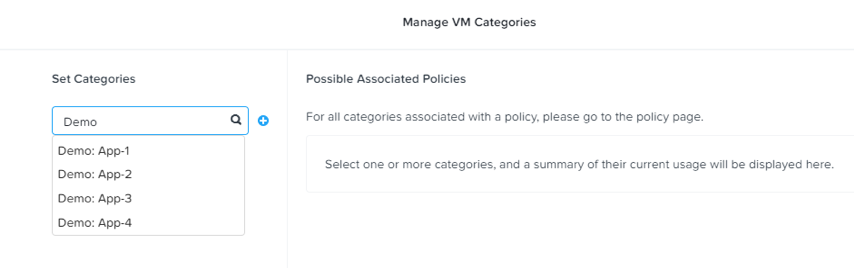 Manage VM Categories
Set Categories
Demo
Demo: App-1
Demo: App-2
Demo: App-3
Demo: App-4
Possible Associated Policies
For all categories associated with a policy, please go to the policy page.
Select one or more categories, and a summary of their current usage will be displayed here.